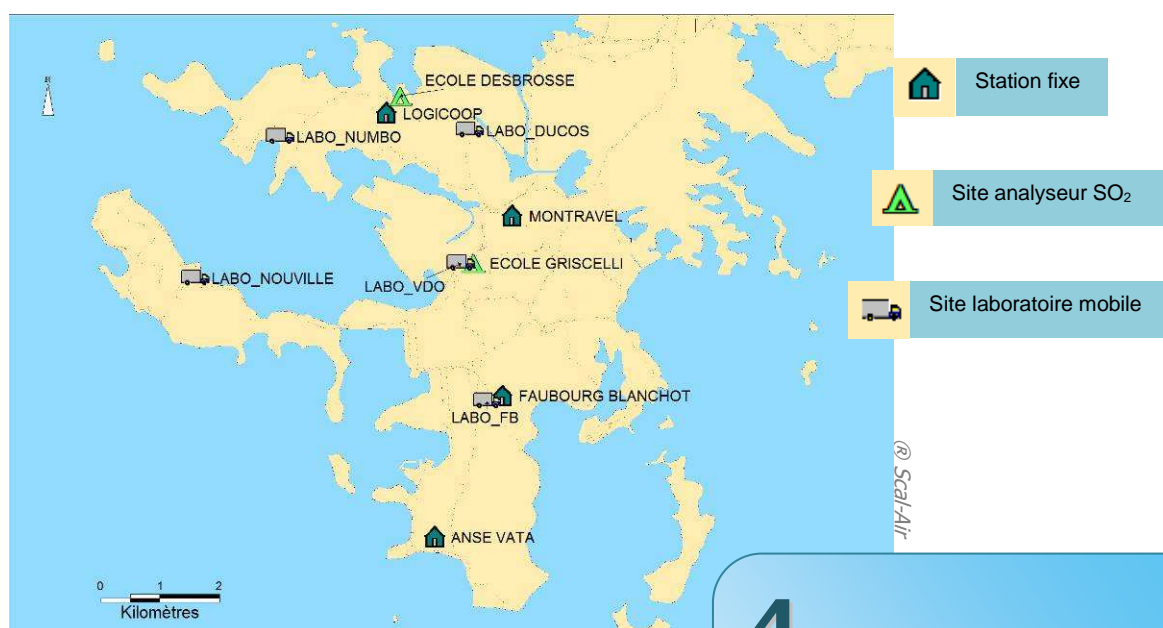 ECOLE DESBROSSE
LOGICOOP
LABO_NUMBO
LABO_DUCOS
MONTRAVEL
ECOLE GRISCELLI
LABO_NOUVILLE
LABO_VDO
FAUBOURG BLANCHOT
LABO_FB
ANSE VATA
0 1 2
Kilomètres
Station fixe
Site analyseur SO₂
Site laboratoire mobile
® Scal-Air
4